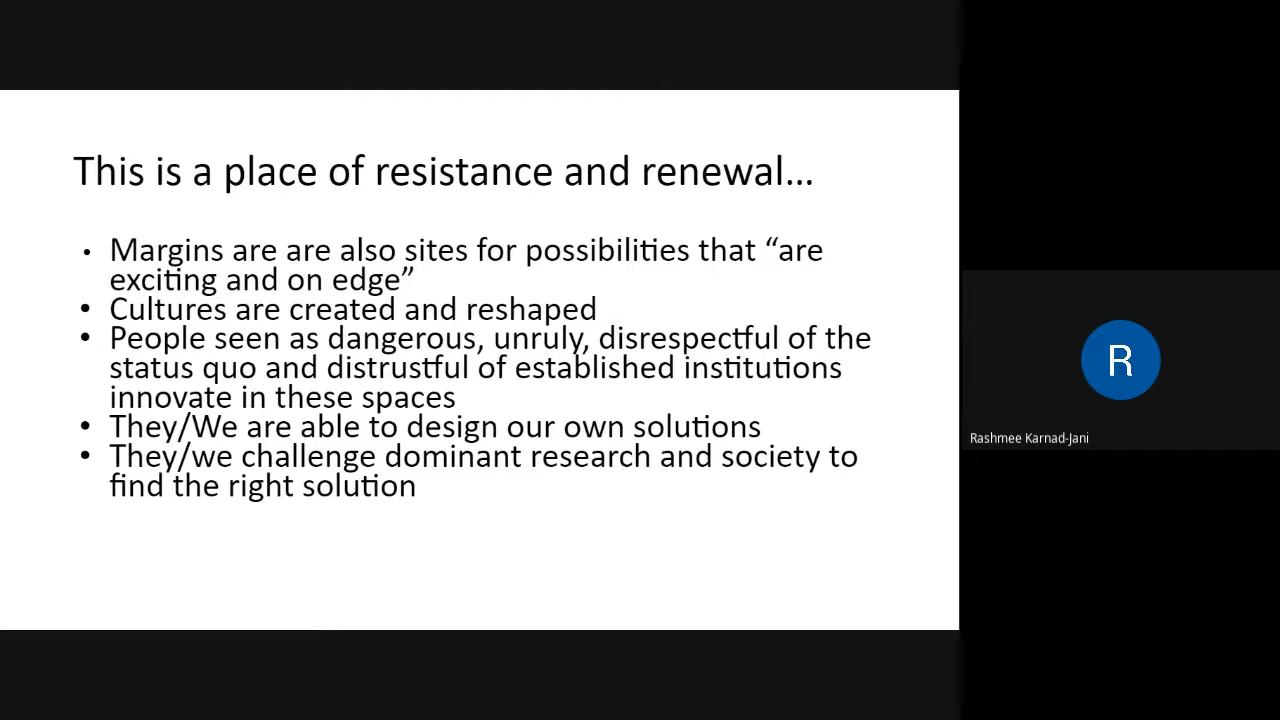 This is a place of resistance and renewal...
• Margins are are also sites for possibilities that “are
exciting and on edge”
• Cultures are created and reshaped
• People seen as dangerous, unruly, disrespectful of the
status quo and distrustful of established institutions
innovate in these spaces
• They/We are able to design our own solutions
• They/we challenge dominant research and society to
find the right solution
R
Rashmee Karnad-Jani